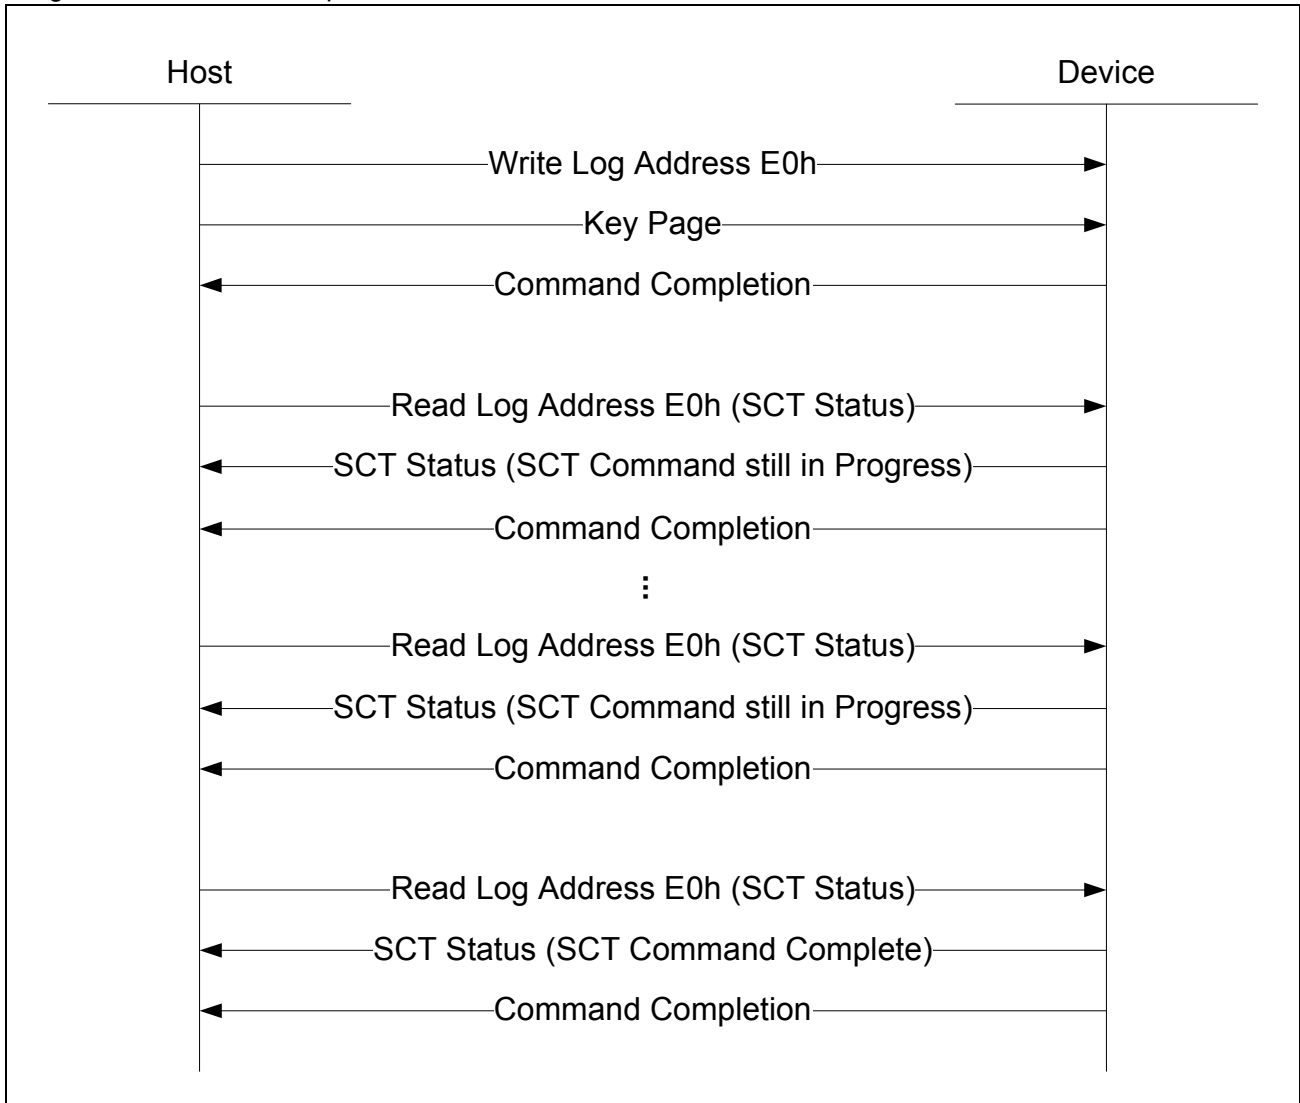 Host
Device
Write Log Address E0h
Key Page
Command Completion
Read Log Address E0h (SCT Status)
SCT Status (SCT Command still in Progress)
Command Completion
...
Read Log Address E0h (SCT Status)
SCT Status (SCT Command still in Progress)
Command Completion
Read Log Address E0h (SCT Status)
SCT Status (SCT Command Complete)
Command Completion